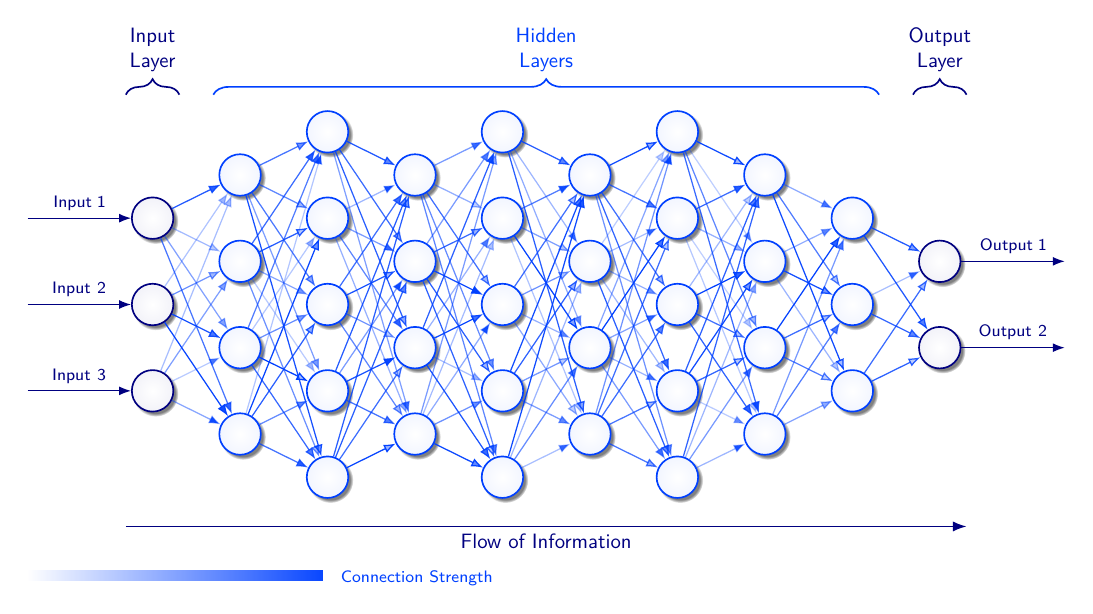 Input
Layer
Hidden
Layers
Output
Layer
Input 1
Input 2
Input 3
Output 1
Output 2
Flow of Information
Connection Strength